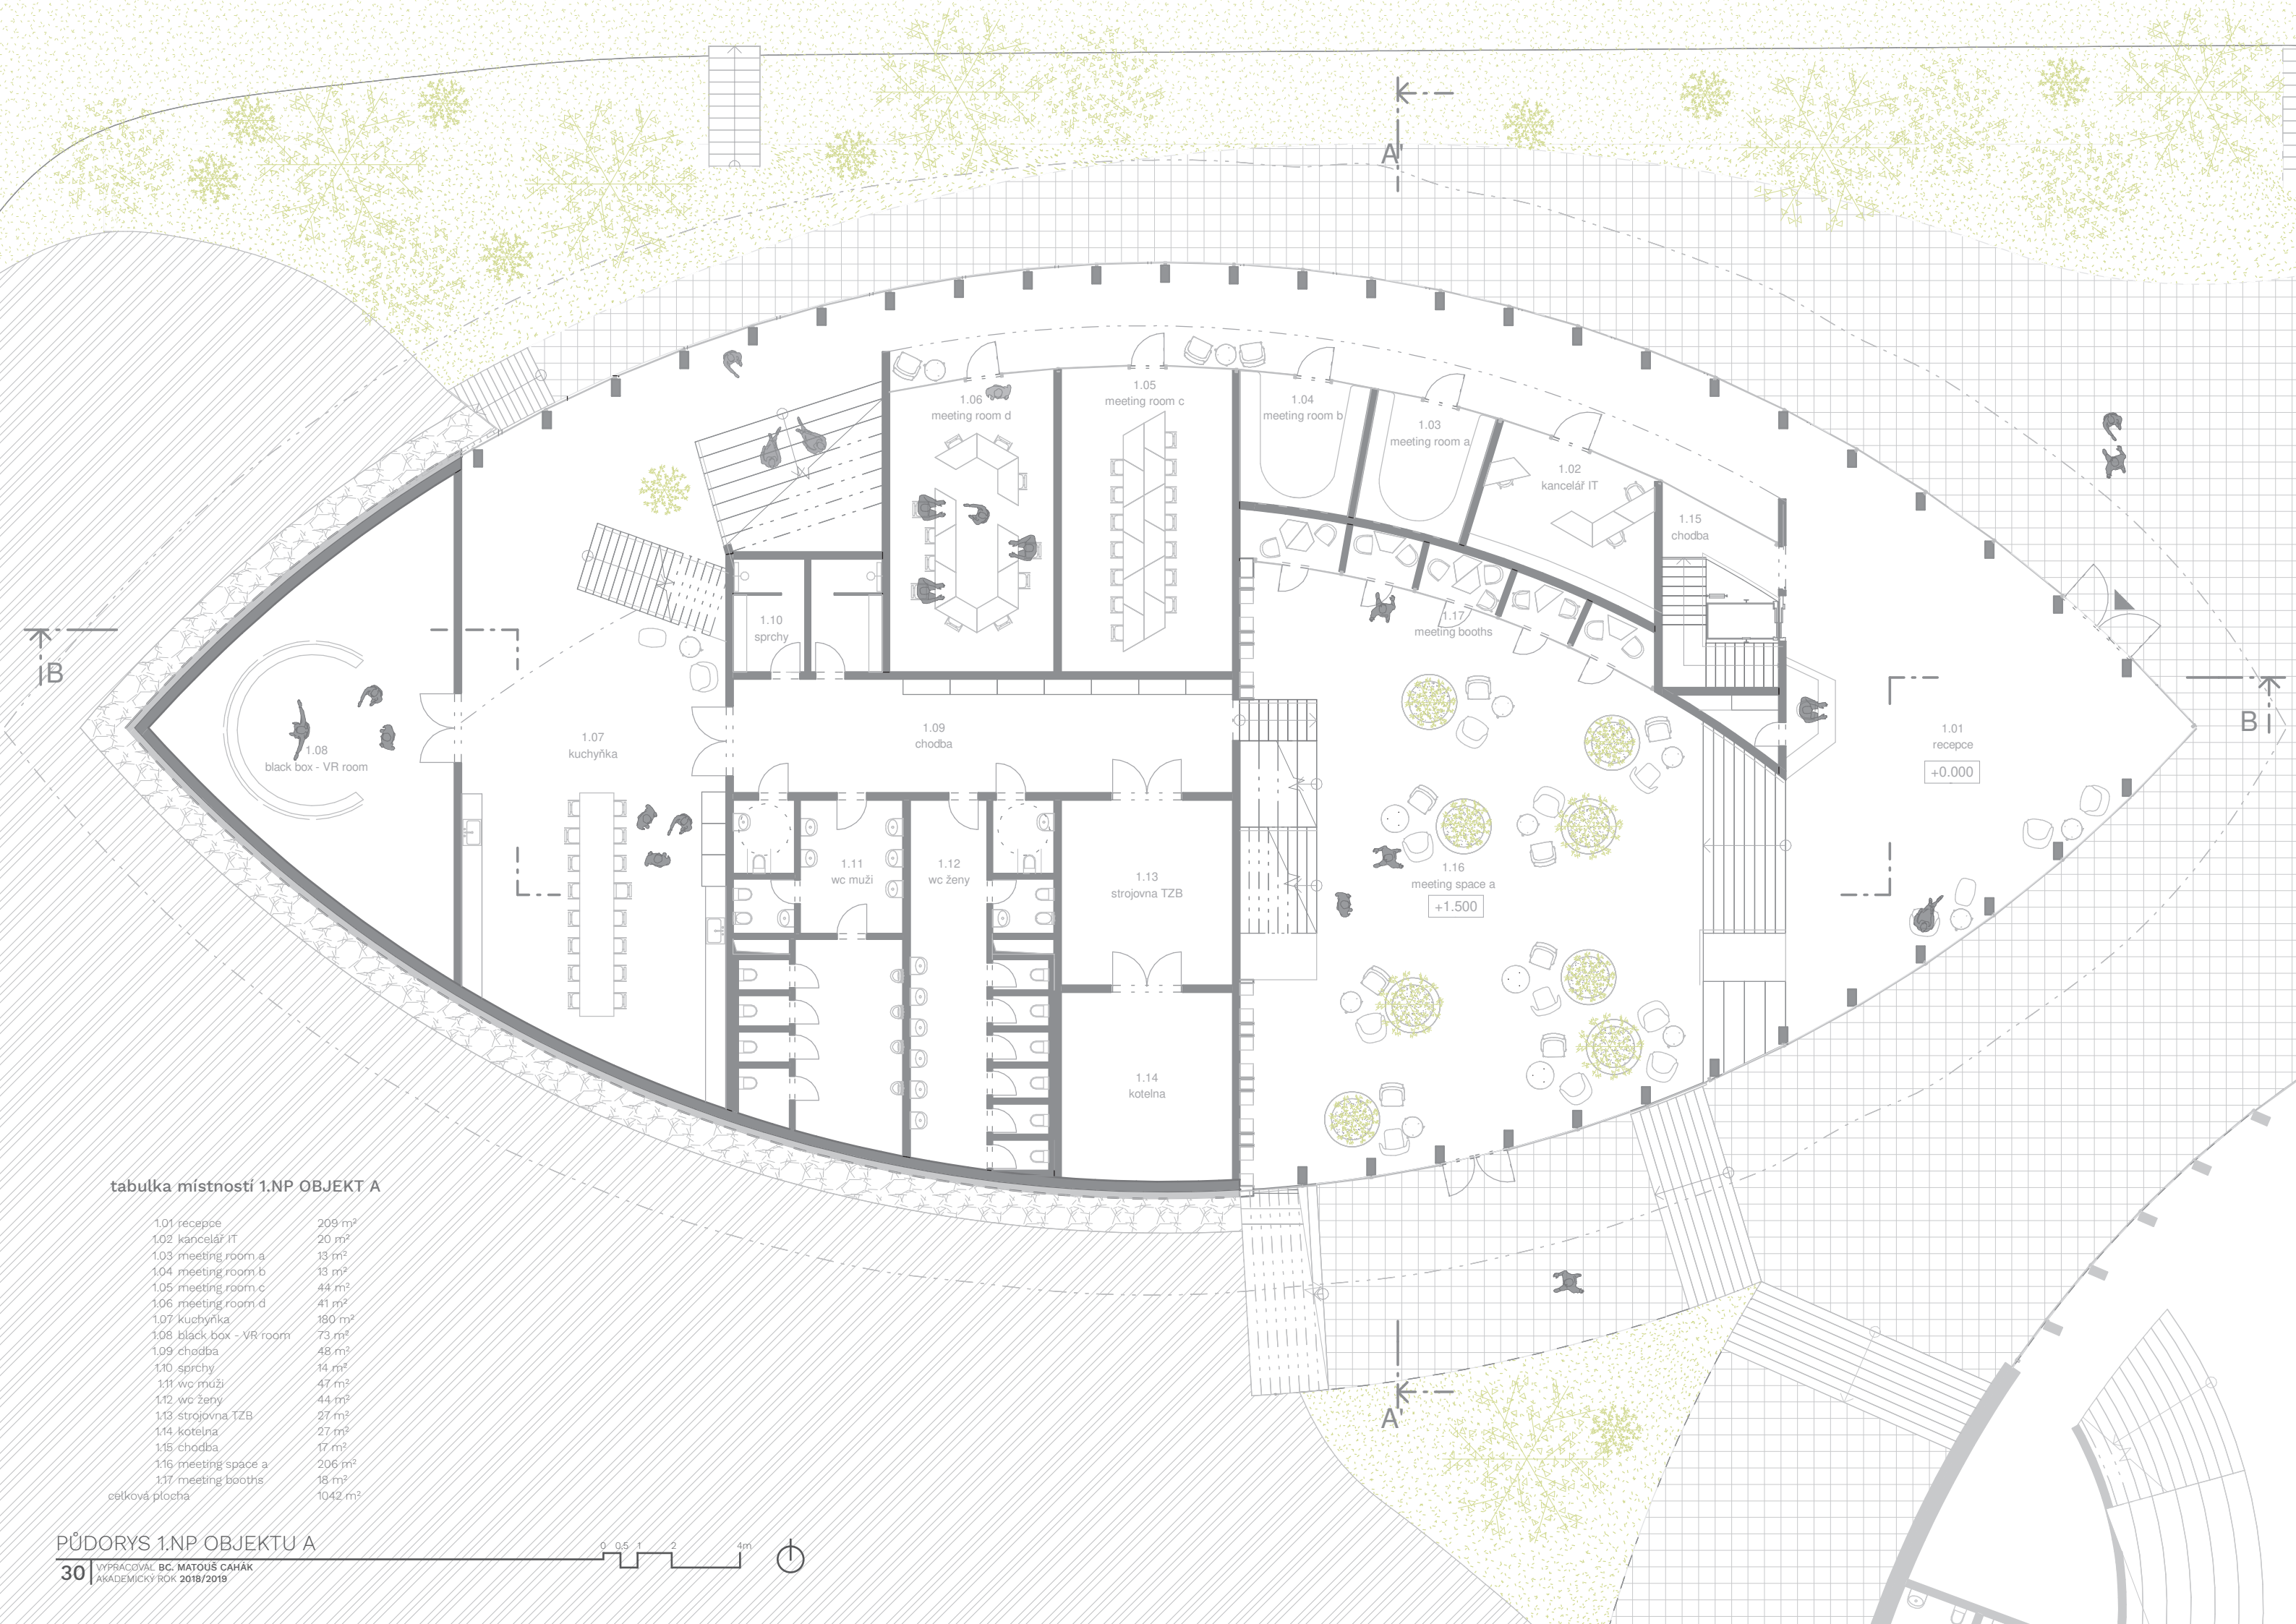 A'
1.06
meeting room d
1.05
meeting room c
1.04
meeting room b
1.03
meeting room a
1.02
kancelář IT
1.15
chodba
1.10
sprchy
1.17
meeting booths
B
B
1.08
black box - VR room
1.07
kuchyňka
1.09
chodba
1.01
recepce
+0.000
1.11
wc muži
1.12
wc ženy
1.13
strojovna TZB
1.16
meeting space a
+1.500
1.14
kotelna
A'
tabulka místností 1.NP OBJEKT A
1.01 recepce 209 m²
1.02 kancelář IT 20 m²
1.03 meeting room a 13 m²
1.04 meeting room b 13 m²
1.05 meeting room c 44 m²
1.06 meeting room d 41 m²
1.07 kuchyňka 180 m²
1.08 black box - VR room 73 m²
1.09 chodba 48 m²
1.10 sprchy 14 m²
1.11 wc muži 47 m²
1.12 wc ženy 44 m²
1.13 strojovna TZB 27 m²
1.14 kotelna 27 m²
1.15 chodba 17 m²
1.16 meeting space a 206 m²
1.17 meeting booths 18 m²
celková plocha 1042 m²
PŮDORYS 1.NP OBJEKTU A
0 0,5 1 2 4m
30 VYPRACOVAL BC. MATOUŠ CAHÁK
AKADEMICKÝ ROK 2018/2019